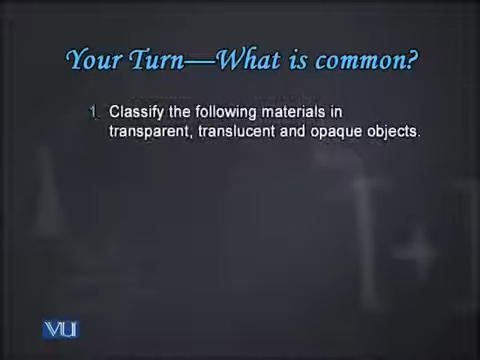 Your Turn—What is common?
1. Classify the following materials in
transparent, translucent and opaque objects.
VU